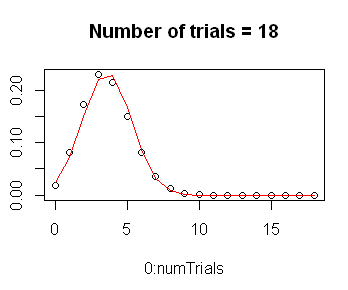 Number of trials = 18
0.20
0.10
0.00
0 5 10 15
0:numTrials